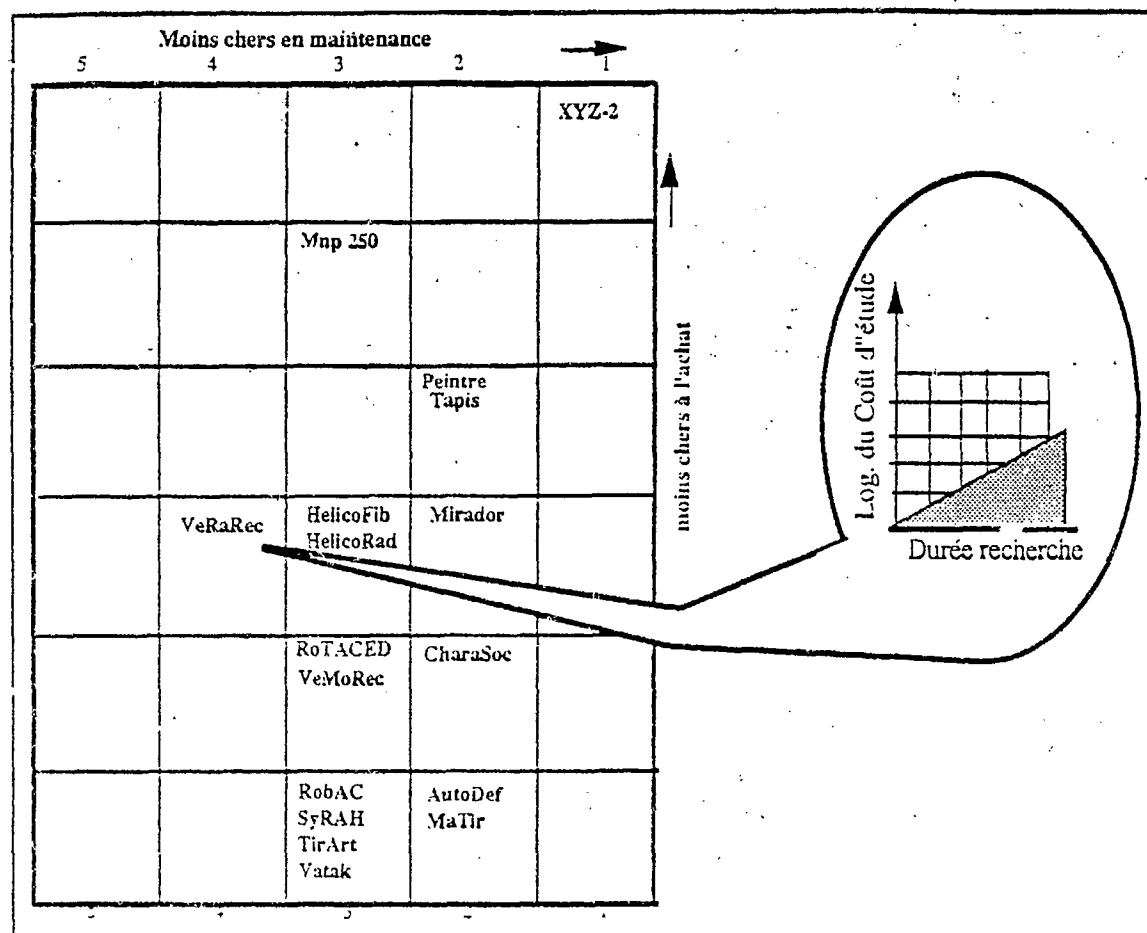 Moins chers en maintenance
5 4 3 2 1
XYZ-2
Mnp 250
Peintre
Tapis
VeRaRec
HelicoFib
HelicoRad
Mirador
RoTACED
VeMoRec
CharaSoc
RobAC
SyRAH
TirArt
Vatak
AutoDef
MaTir
moins chers à l'achat
Log. du Coût d"étude
Durée recherche